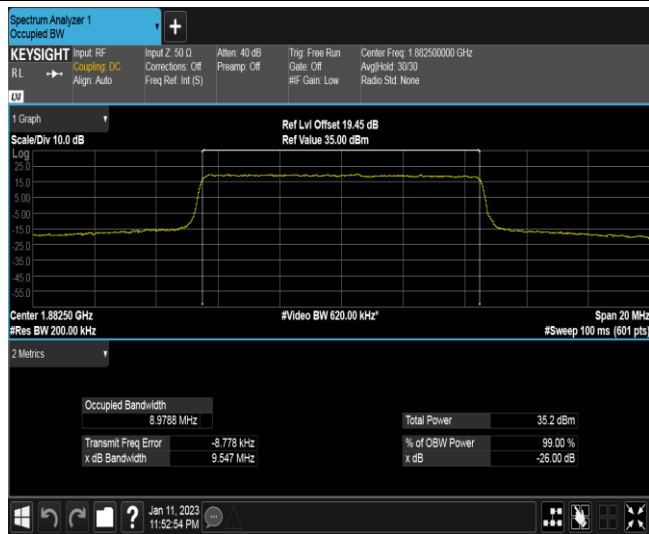 Spectrum Analyzer 1
Occupied BW
+
KEYSIGHT Input: RF Input Z: 50 Ω Atten: 40 dB Trig: Free Run Center Freq: 1.882500000 GHz
RL Coupling: DC Corrections: Off Preamp: Off Gate: Off Avg|Hold: 30/30
Align: Auto Freq Ref: Int (S) #IF Gain: Low Radio Std: None
LXI
1 Graph
Ref Lvl Offset 19.45 dB
Scale/Div 10.0 dB Ref Value 35.00 dBm
Log
25.0
15.0
5.00
-5.00
-15.0
-25.0
-35.0
-45.0
-55.0
Center 1.88250 GHz #Video BW 620.00 kHz* Span 20 MHz
#Res BW 200.00 kHz #Sweep 100 ms (601 pts)
2 Metrics
Occupied Bandwidth
8.9788 MHz Total Power 35.2 dBm
Transmit Freq Error -8.778 kHz % of OBW Power 99.00 %
x dB Bandwidth 9.547 MHz x dB -26.00 dB
? Jan 11, 2023
11:52:54 PM